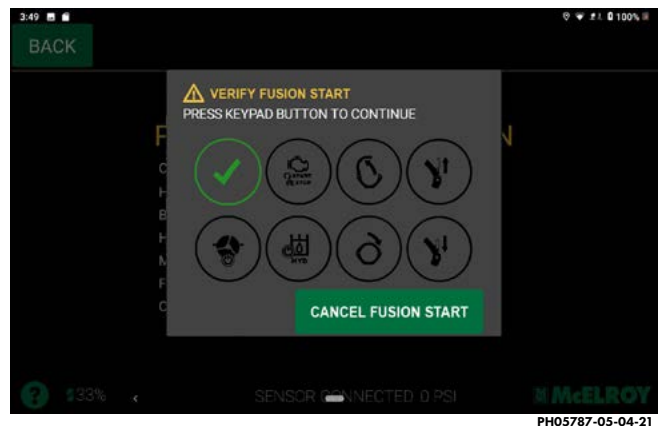 3:49 100%
BACK
VERIFY FUSION START
PRESS KEYPAD BUTTON TO CONTINUE
F N
C
H
B
H
M
F
C
START
STOP
HYD
CANCEL FUSION START
? 33% SENSOR CONNECTED 0 PSI McELROY
PH05787-05-04-21